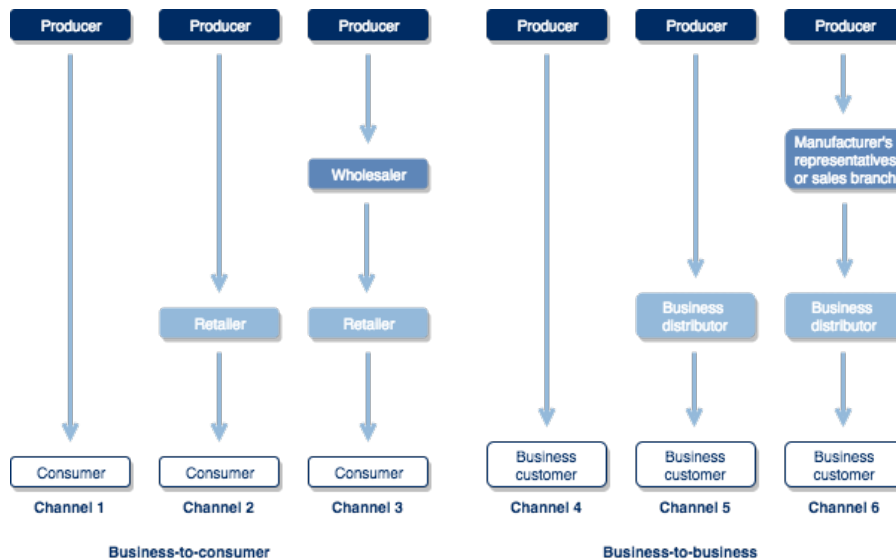 Producer
Producer
Producer
Producer
Producer
Producer
Manufacturer's
representatives
or sales branch
Wholesaler
Retailer
Retailer
Business
distributor
Business
distributor
Consumer
Consumer
Consumer
Business
customer
Business
customer
Business
customer
Channel 1
Channel 2
Channel 3
Channel 4
Channel 5
Channel 6
Business-to-consumer
Business-to-business